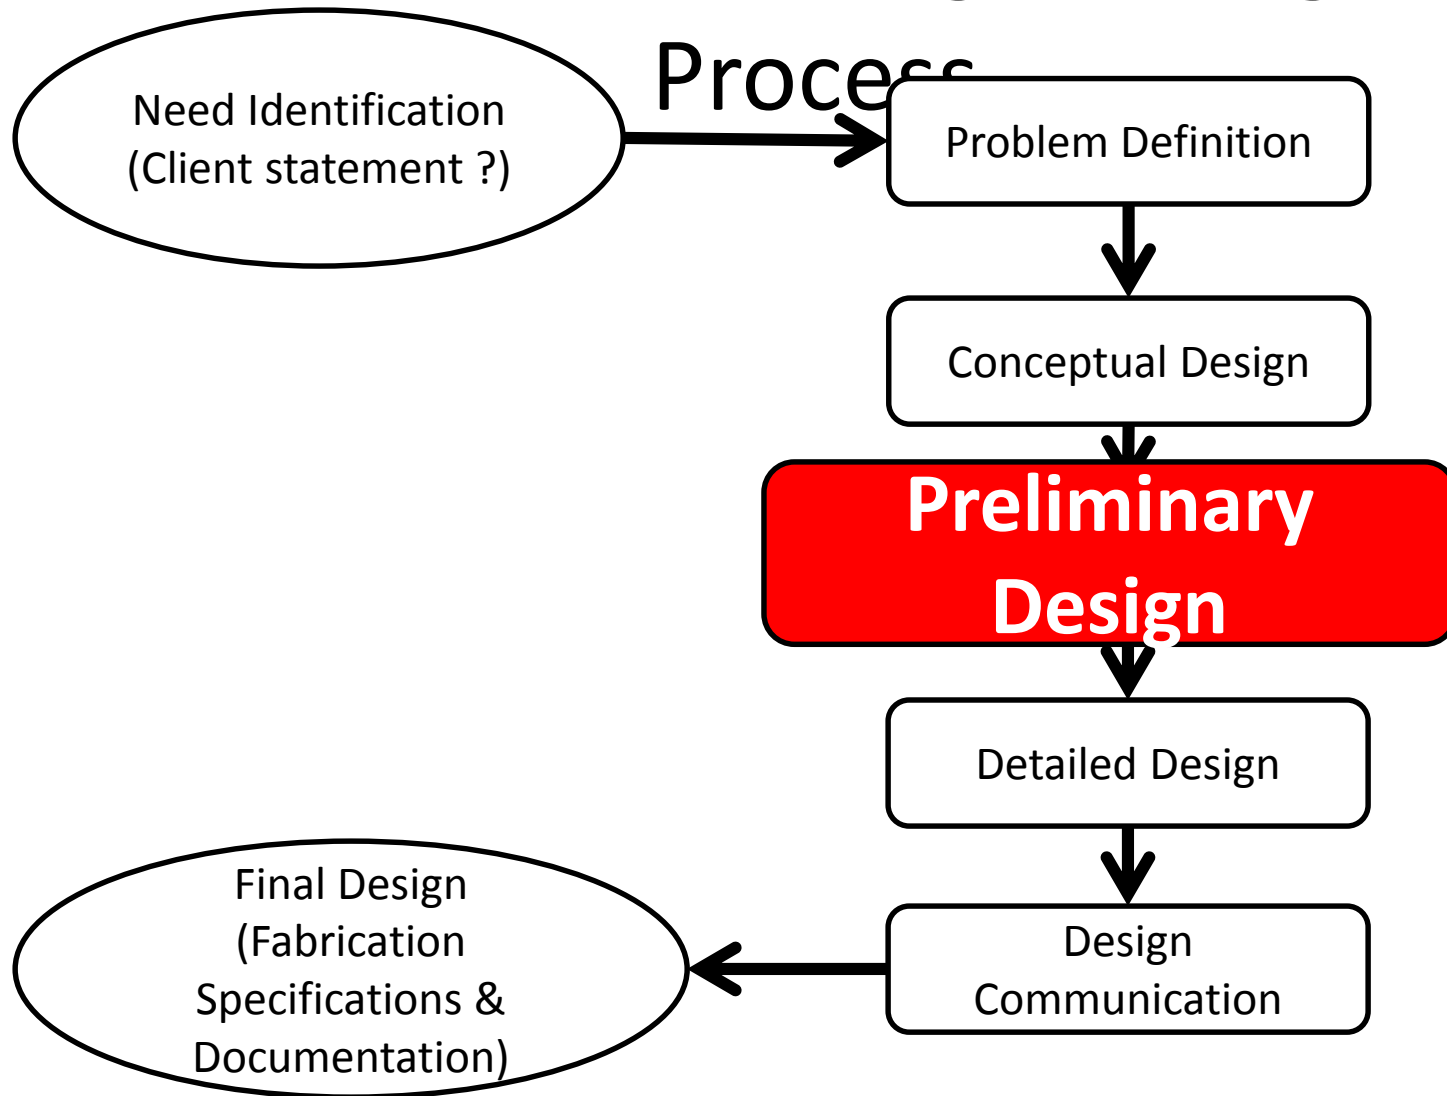 Process
Need Identification
(Client statement ?)
Problem Definition
Conceptual Design
Preliminary
Design
Detailed Design
Design
Communication
Final Design
(Fabrication
Specifications &
Documentation)